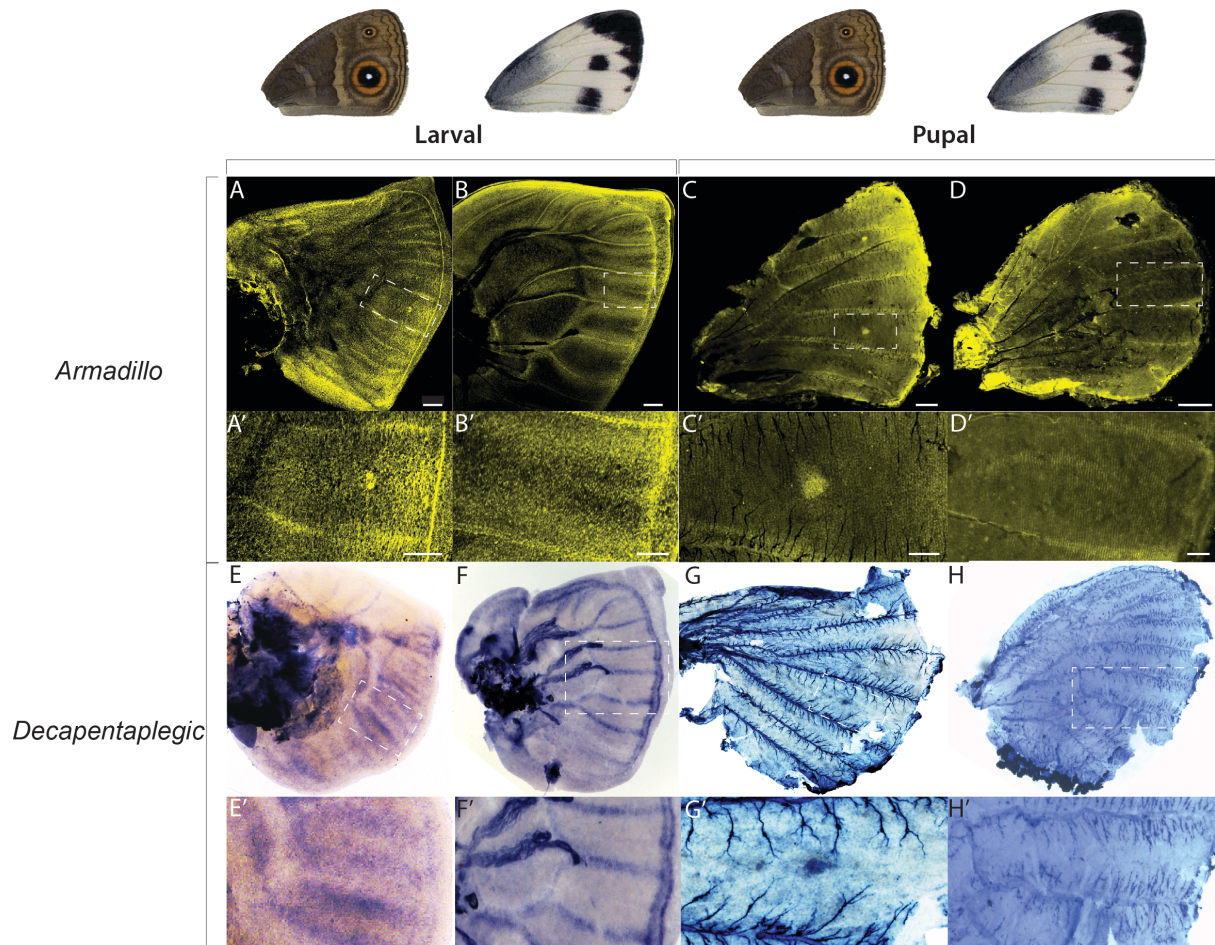 Larval Pupal
A B C D
Armadillo
A' B' C' D'
E F G H
Decapentaplegic
E' F' G' H'